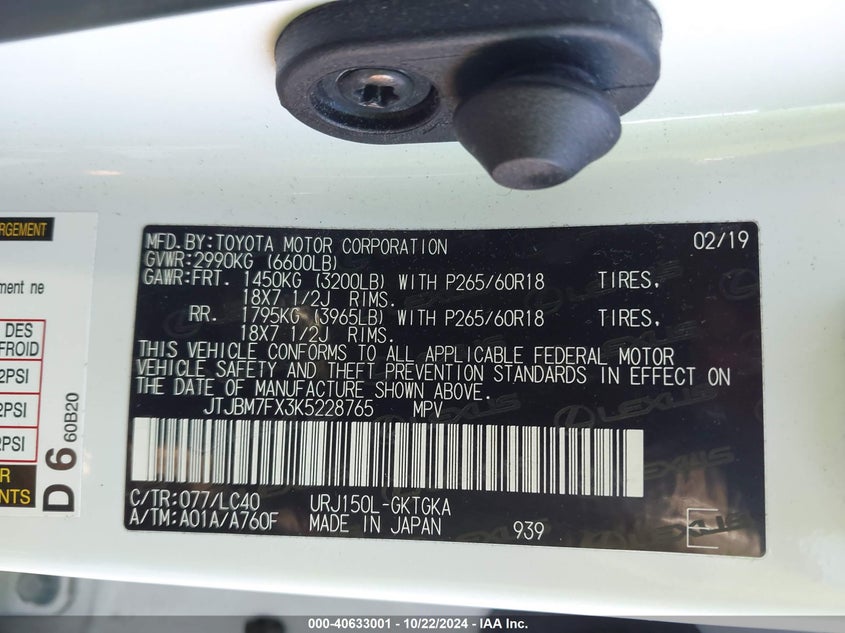 MFD.BY:TOYOTA MOTOR CORPORATION 02/19
GVWR:2990KG (6600LB)
GAWR:FRT. 1450KG (3200LB) WITH P265/60R18 TIRES,
18X7 1/2J RIMS.
RR. 1795KG (3965LB) WITH P265/60R18 TIRES,
18X7 1/2J RIMS.
THIS VEHICLE CONFORMS TO ALL APPLICABLE FEDERAL MOTOR
VEHICLE SAFETY AND THEFT PREVENTION STANDARDS IN EFFECT ON
THE DATE OF MANUFACTURE SHOWN ABOVE.
JTJBM7FX3K5228765 MPV
C/TR:077/LC40 URJ150L-GKTGKA
A/TM:A01A/A760F MADE IN JAPAN 939
LEXUS
RGEMENT
ement ne
DES
FROID
2PSI
2PSI
2PSI
R
ENTS
D 6 60B20
000-40633001 - 10/22/2024 - IAA Inc.